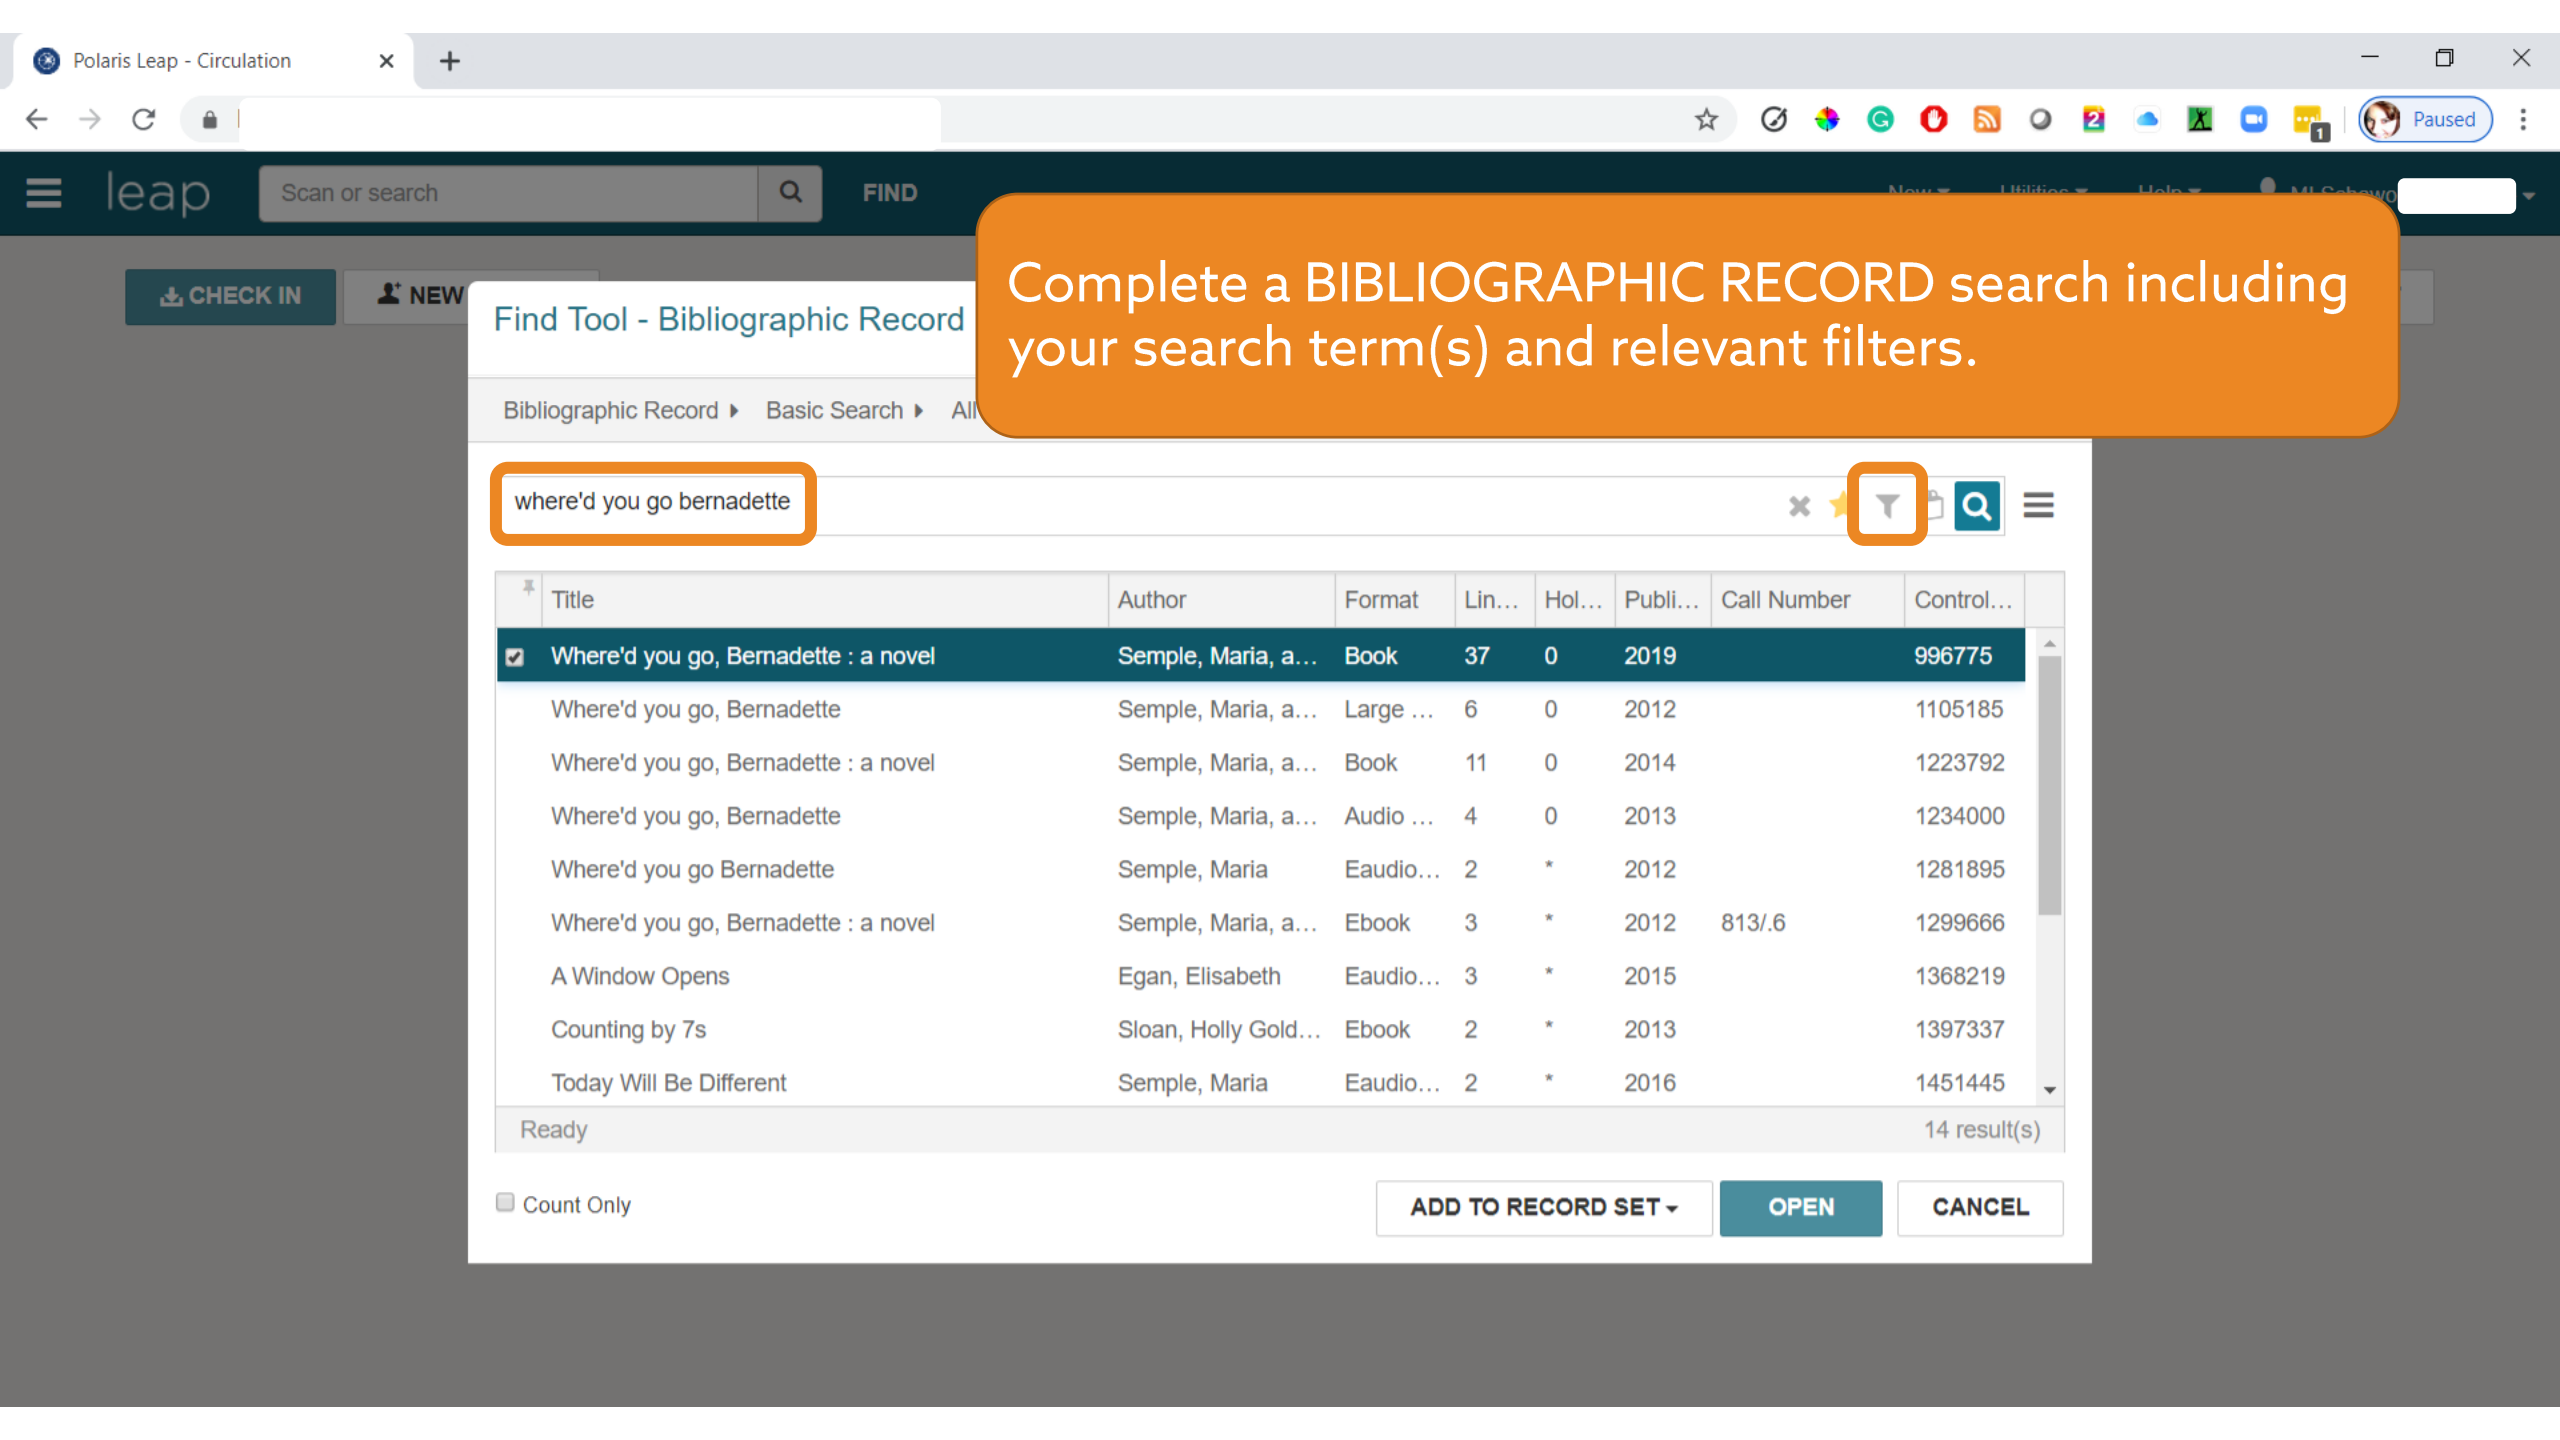 Polaris Leap - Circulation
Paused
1
leap
Scan or search
FIND
Complete a BIBLIOGRAPHIC RECORD search including
your search term(s) and relevant filters.
CHECK IN
NEW
Find Tool - Bibliographic Record
Bibliographic Record Basic Search All
where'd you go bernadette
Title Author Format Lin... Hol... Publi... Call Number Control...
Where'd you go, Bernadette : a novel Semple, Maria, a... Book 37 0 2019 996775
Where'd you go, Bernadette Semple, Maria, a... Large ... 6 0 2012 1105185
Where'd you go, Bernadette : a novel Semple, Maria, a... Book 11 0 2014 1223792
Where'd you go, Bernadette Semple, Maria, a... Audio ... 4 0 2013 1234000
Where'd you go Bernadette Semple, Maria Eaudio... 2 * 2012 1281895
Where'd you go, Bernadette : a novel Semple, Maria, a... Ebook 3 * 2012 813/.6 1299666
A Window Opens Egan, Elisabeth Eaudio... 3 * 2015 1368219
Counting by 7s Sloan, Holly Gold... Ebook 2 * 2013 1397337
Today Will Be Different Semple, Maria Eaudio... 2 * 2016 1451445
Ready 14 result(s)
Count Only
ADD TO RECORD SET OPEN CANCEL